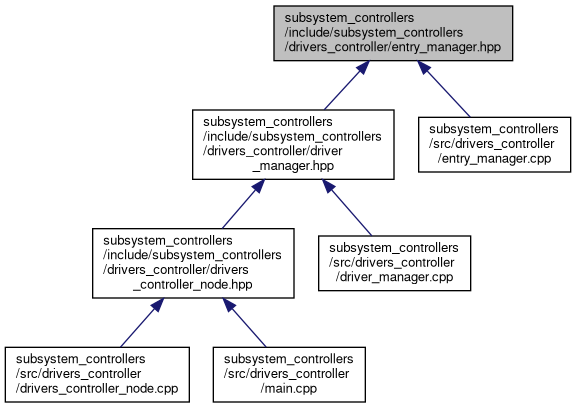 subsystem_controllers
/include/subsystem_controllers
/drivers_controller/entry_manager.hpp
subsystem_controllers
/include/subsystem_controllers
/drivers_controller/driver
_manager.hpp
subsystem_controllers
/src/drivers_controller
/entry_manager.cpp
subsystem_controllers
/include/subsystem_controllers
/drivers_controller/drivers
_controller_node.hpp
subsystem_controllers
/src/drivers_controller
/driver_manager.cpp
subsystem_controllers
/src/drivers_controller
/drivers_controller_node.cpp
subsystem_controllers
/src/drivers_controller
/main.cpp